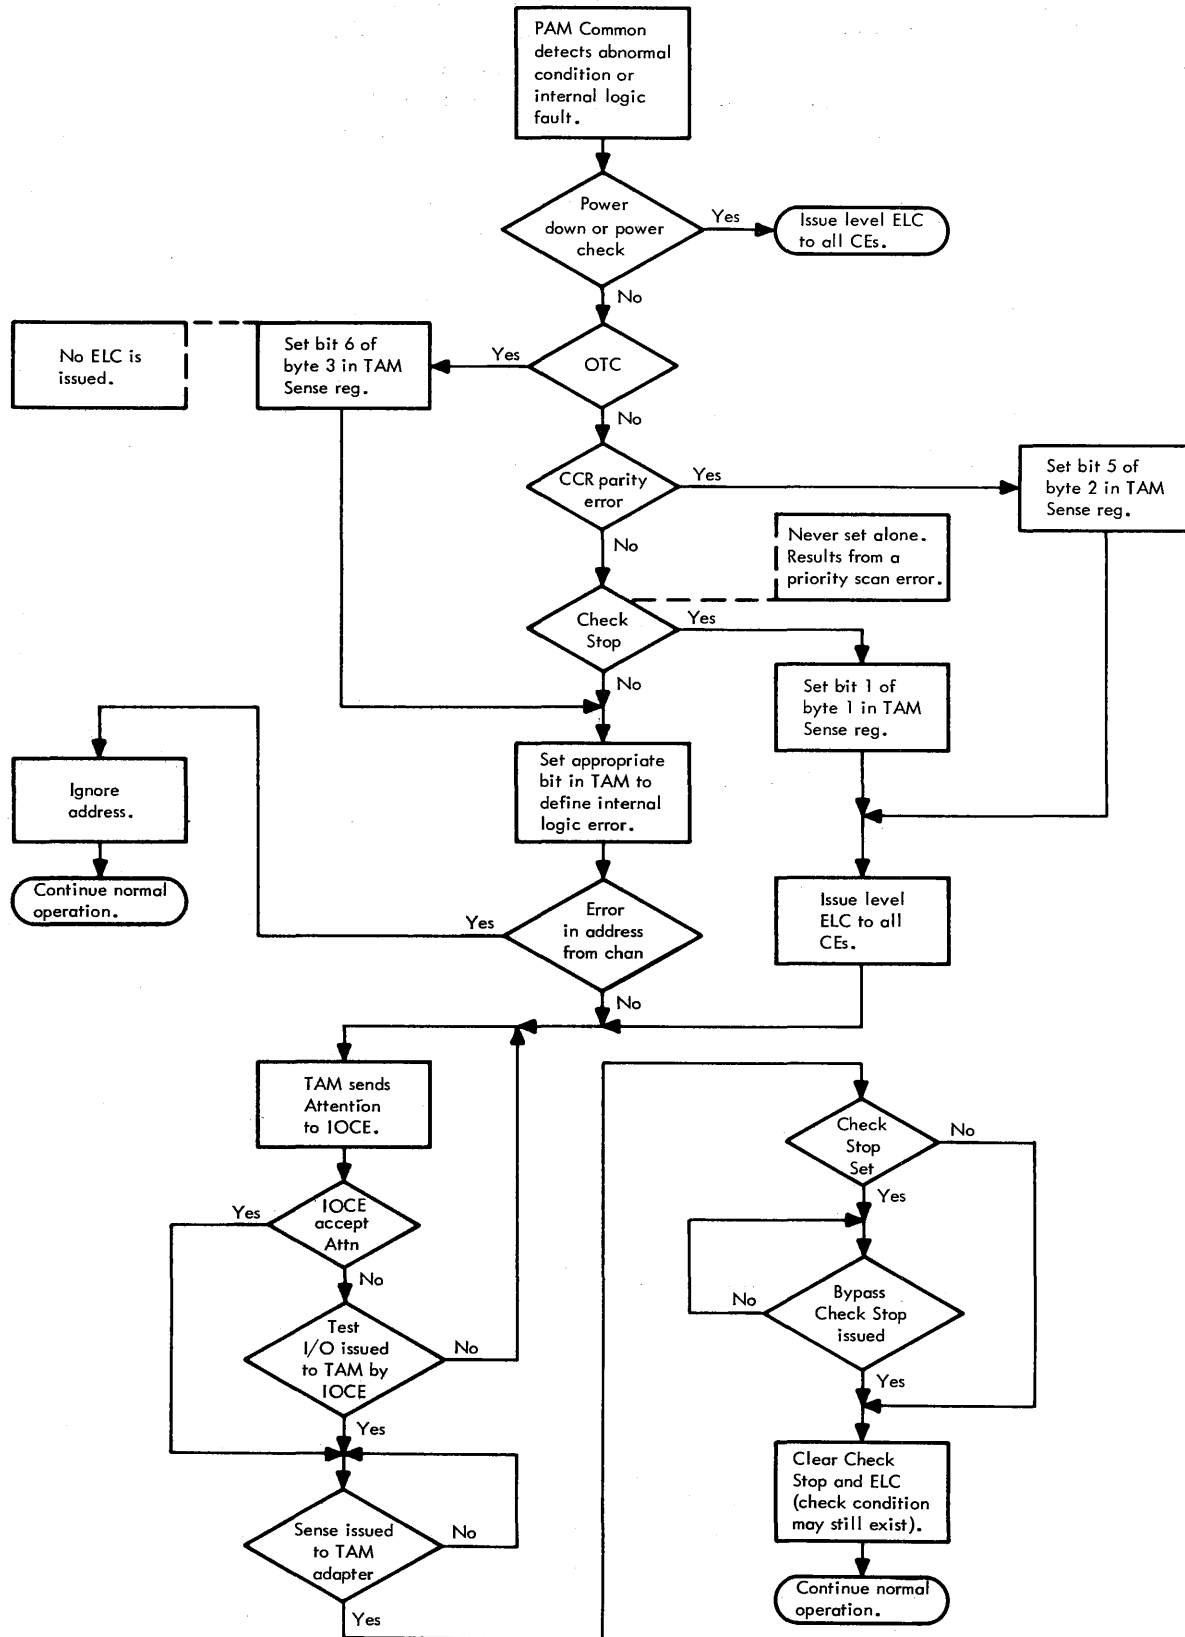 PAM Common
detects abnormal
condition or
internal logic
fault.
Power
down or power
check
Yes
Issue level ELC
to all CEs.
No
No ELC is
issued.
Set bit 6 of
byte 3 in TAM
Sense reg.
Yes
OTC
No
CCR parity
error
Yes
Set bit 5 of
byte 2 in TAM
Sense reg.
No
Never set alone.
Results from a
priority scan error.
Check
Stop
Yes
No
Set bit 1 of
byte 1 in TAM
Sense reg.
Ignore
address.
Set appropriate
bit in TAM to
define internal
logic error.
Continue normal
operation.
Yes
Error
in address
from chan
Issue level
ELC to all
CEs.
No
TAM sends
Attention
to IOCE.
Check
Stop
Set
No
Yes
IOCE
accept
Attn
Yes
No
Bypass
Check Stop
issued
No
Test
I/O issued
to TAM by
IOCE
No
Yes
Yes
Clear Check
Stop and ELC
(check condition
may still exist).
Sense issued
to TAM
adapter
No
Continue normal
operation.
Yes